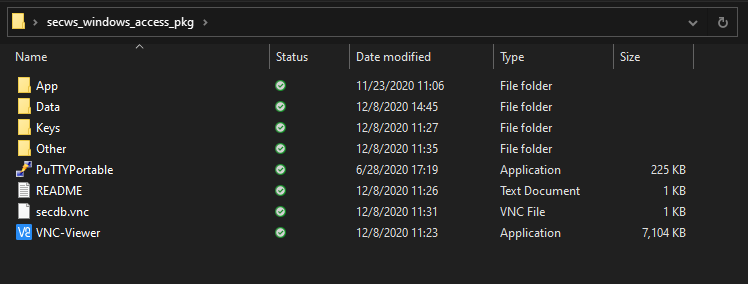 secws_windows_access_pkg
Name Status Date modified Type Size
App 11/23/2020 11:06 File folder
Data 12/8/2020 14:45 File folder
Keys 12/8/2020 11:27 File folder
Other 12/8/2020 11:35 File folder
PuTTYPortable 6/28/2020 17:19 Application 225 KB
README 12/8/2020 11:26 Text Document 1 KB
secdb.vnc 12/8/2020 11:31 VNC File 1 KB
V2 VNC-Viewer 12/8/2020 11:23 Application 7,104 KB